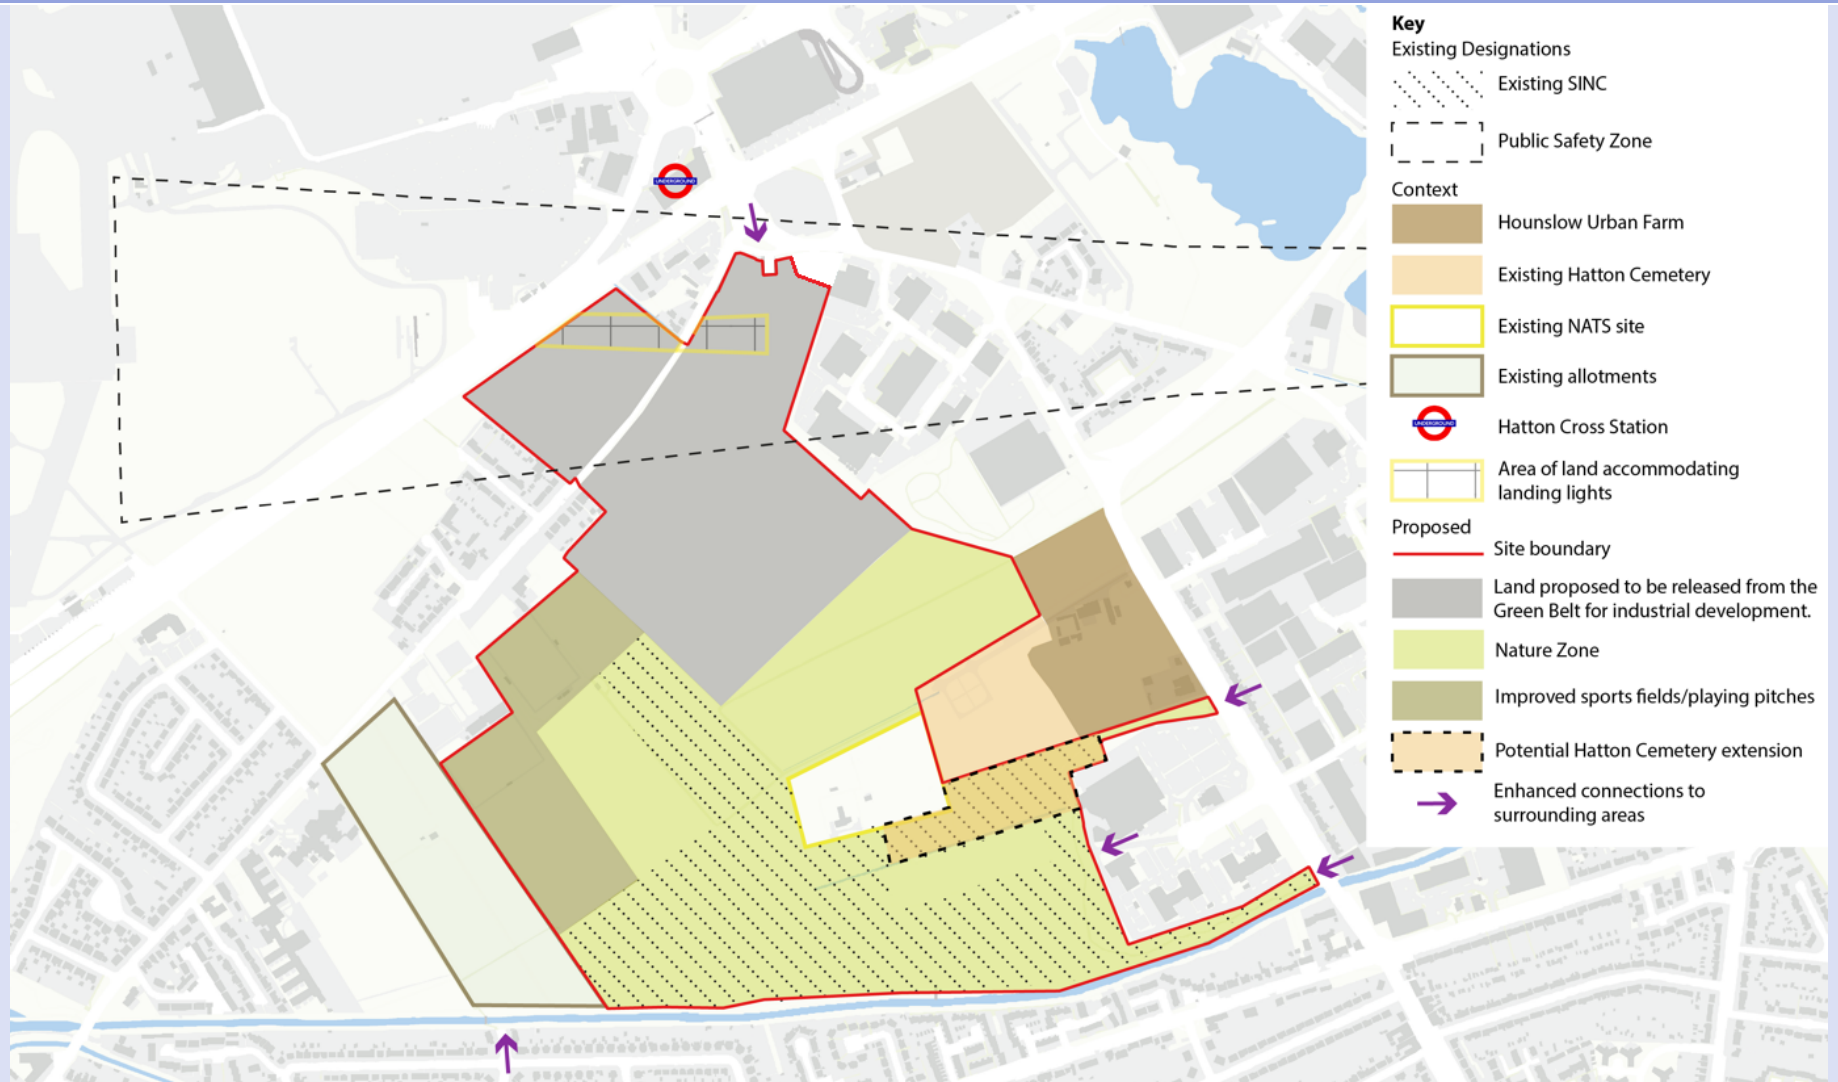 Key
Existing Designations
Existing SINC
Public Safety Zone
Context
Hounslow Urban Farm
Existing Hatton Cemetery
Existing NATS site
Existing allotments
UNDERGROUND
Hatton Cross Station
Area of land accommodating
landing lights
Proposed
Site boundary
Land proposed to be released from the
Green Belt for industrial development.
Nature Zone
Improved sports fields/playing pitches
Potential Hatton Cemetery extension
Enhanced connections to
surrounding areas
UNDERGROUND